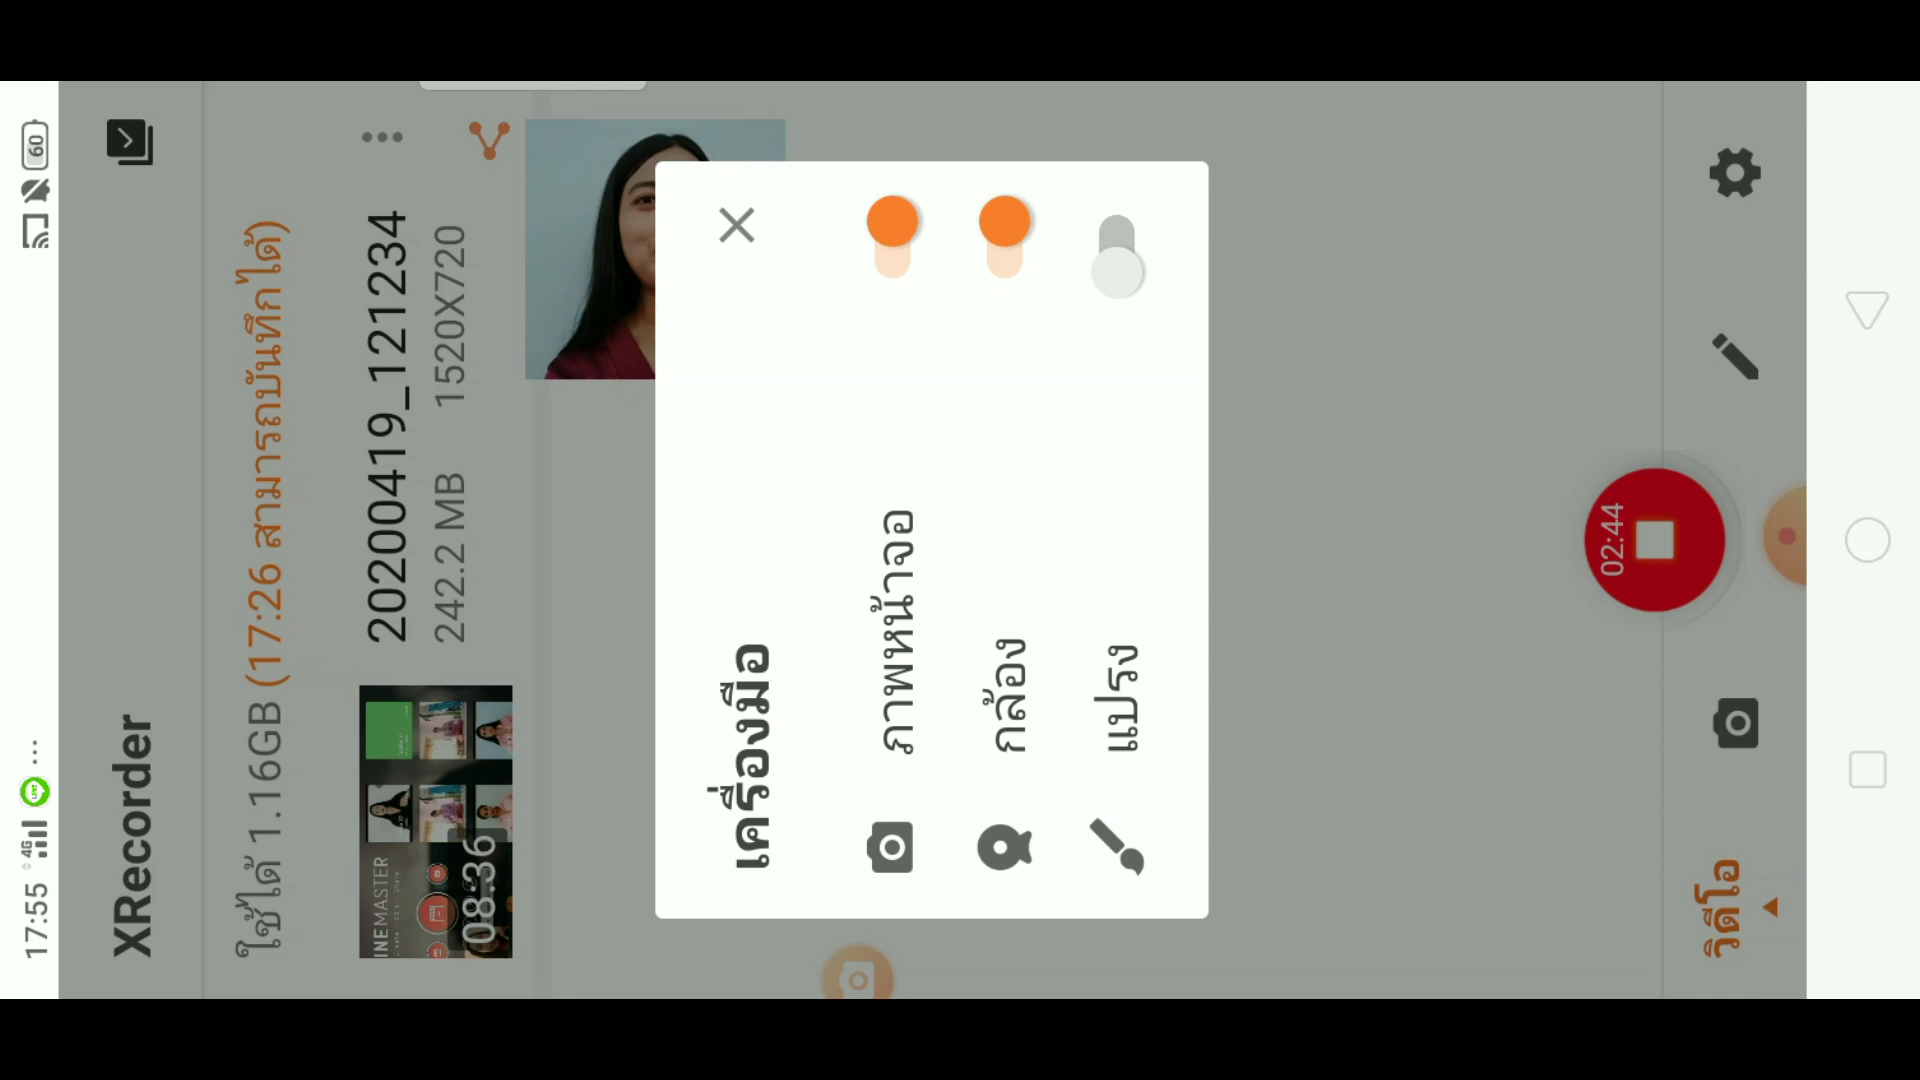 17:55 4G LINE ... 60
XRecorder
ใช้ได้ 1.16GB (17:26 สามารถบันทึกได้)
20200419_121234
242.2 MB 1520X720
INEMASTER
08:36
เครื่องมือ
ภาพหน้าจอ
กล้อง
แปรง
02:44
วิดีโอ